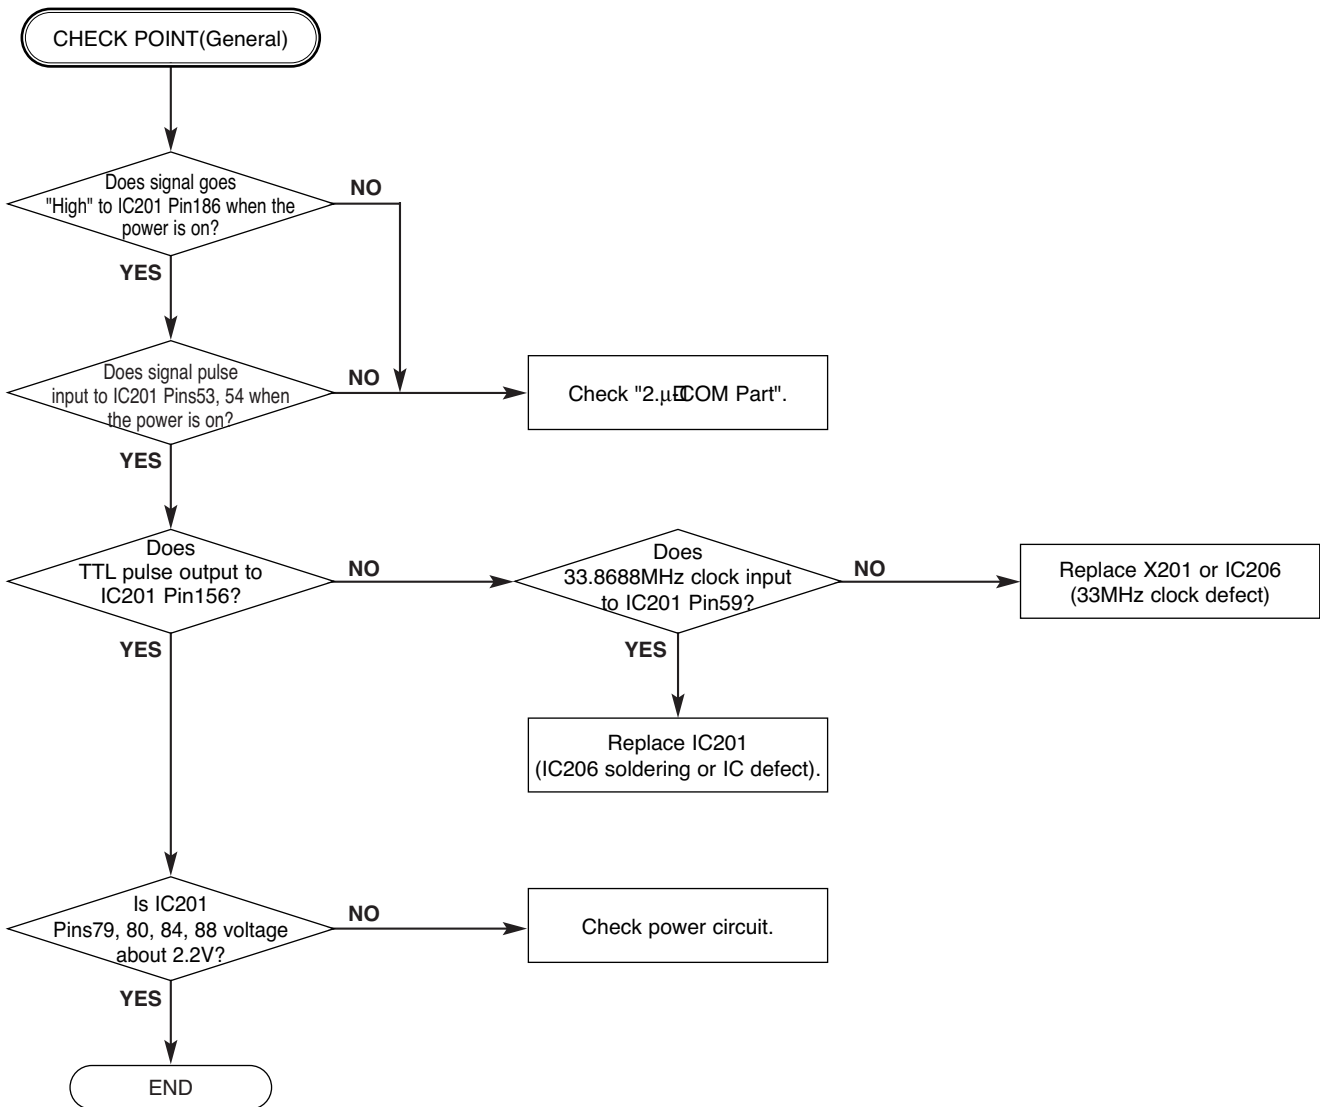 CHECK POINT(General)
Does signal goes
"High" to IC201 Pin186 when the
power is on?
NO
YES
Does signal pulse
input to IC201 Pins53, 54 when
the power is on?
NO
YES
Check "2.μ-COM Part".
Does
TTL pulse output to
IC201 Pin156?
NO
YES
Does
33.8688MHz clock input
to IC201 Pin59?
NO
YES
Replace X201 or IC206
(33MHz clock defect)
Replace IC201
(IC206 soldering or IC defect).
Is IC201
Pins79, 80, 84, 88 voltage
about 2.2V?
NO
YES
Check power circuit.
END